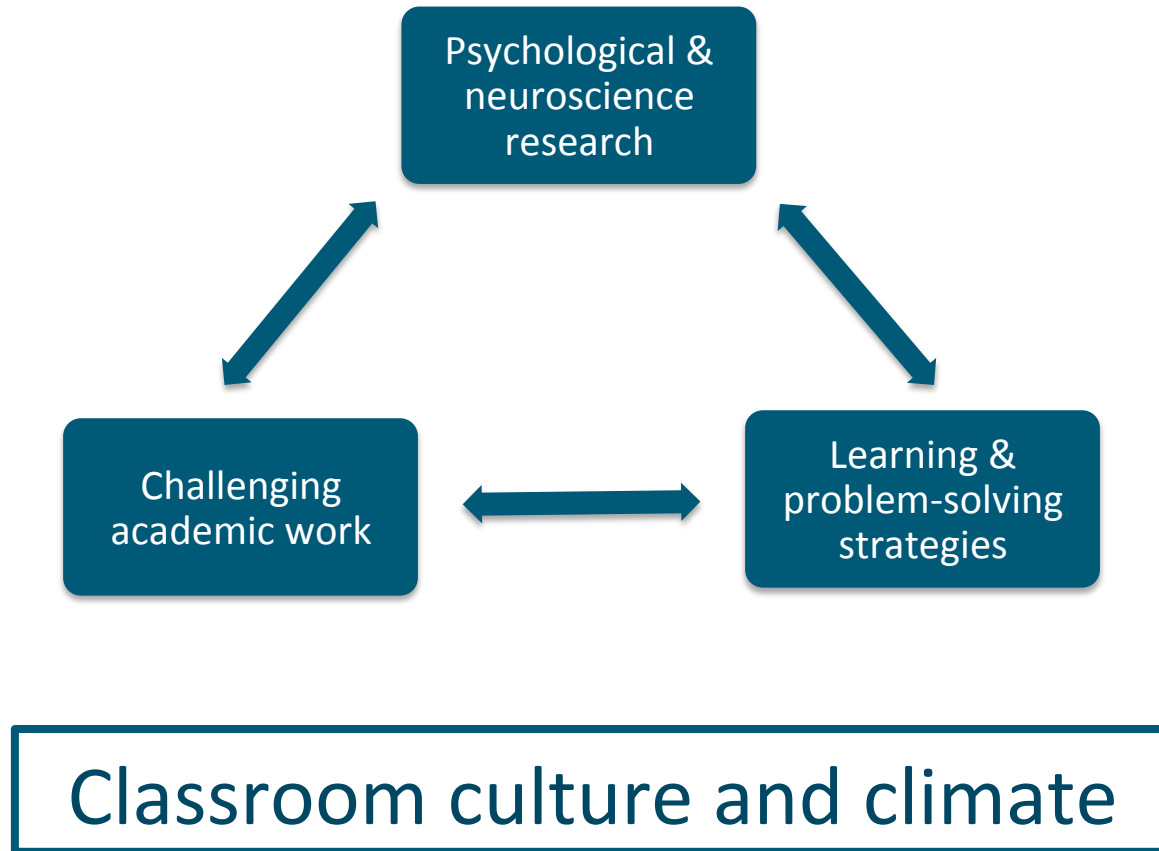 Psychological &
neuroscience
research
Challenging
academic work
Learning &
problem-solving
strategies
Classroom culture and climate